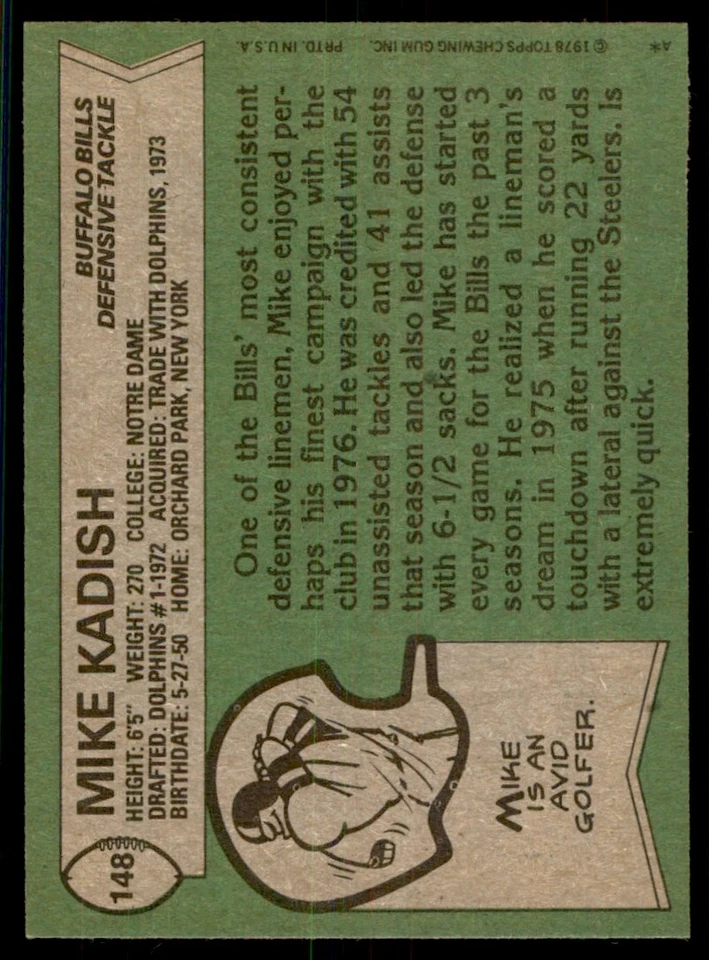 148
MIKE KADISH
BUFFALO BILLS
DEFENSIVE TACKLE
HEIGHT: 6'5" WEIGHT: 270 COLLEGE: NOTRE DAME
DRAFTED: DOLPHINS #1-1972 ACQUIRED: TRADE WITH DOLPHINS, 1973
BIRTHDATE: 5-27-50 HOME: ORCHARD PARK, NEW YORK
One of the Bills' most consistent
defensive linemen, Mike enjoyed per-
haps his finest campaign with the
club in 1976. He was credited with 54
unassisted tackles and 41 assists
that season and also led the defense
with 6-1/2 sacks. Mike has started
every game for the Bills the past 3
seasons. He realized a lineman's
dream in 1975 when he scored a
touchdown after running 22 yards
with a lateral against the Steelers. Is
extremely quick.
MIKE
IS AN
AVID
GOLFER.
A* © 1978 TOPPS CHEWING GUM INC. PRTD. IN U.S.A.